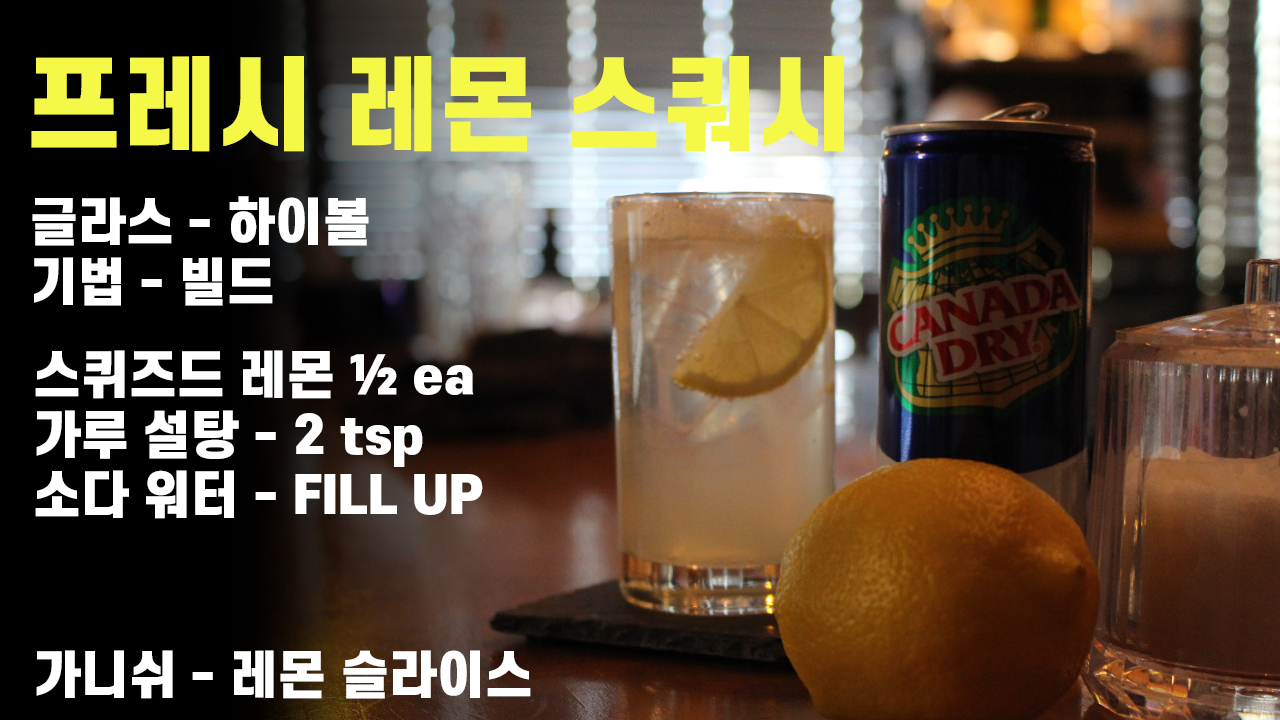 프레시 레몬 스쿼시
글라스 - 하이볼
기법 - 빌드
스퀴즈드 레몬 ½ ea
가루 설탕 - 2 tsp
소다 워터 - FILL UP
가니쉬 - 레몬 슬라이스
CANADA
DRY.